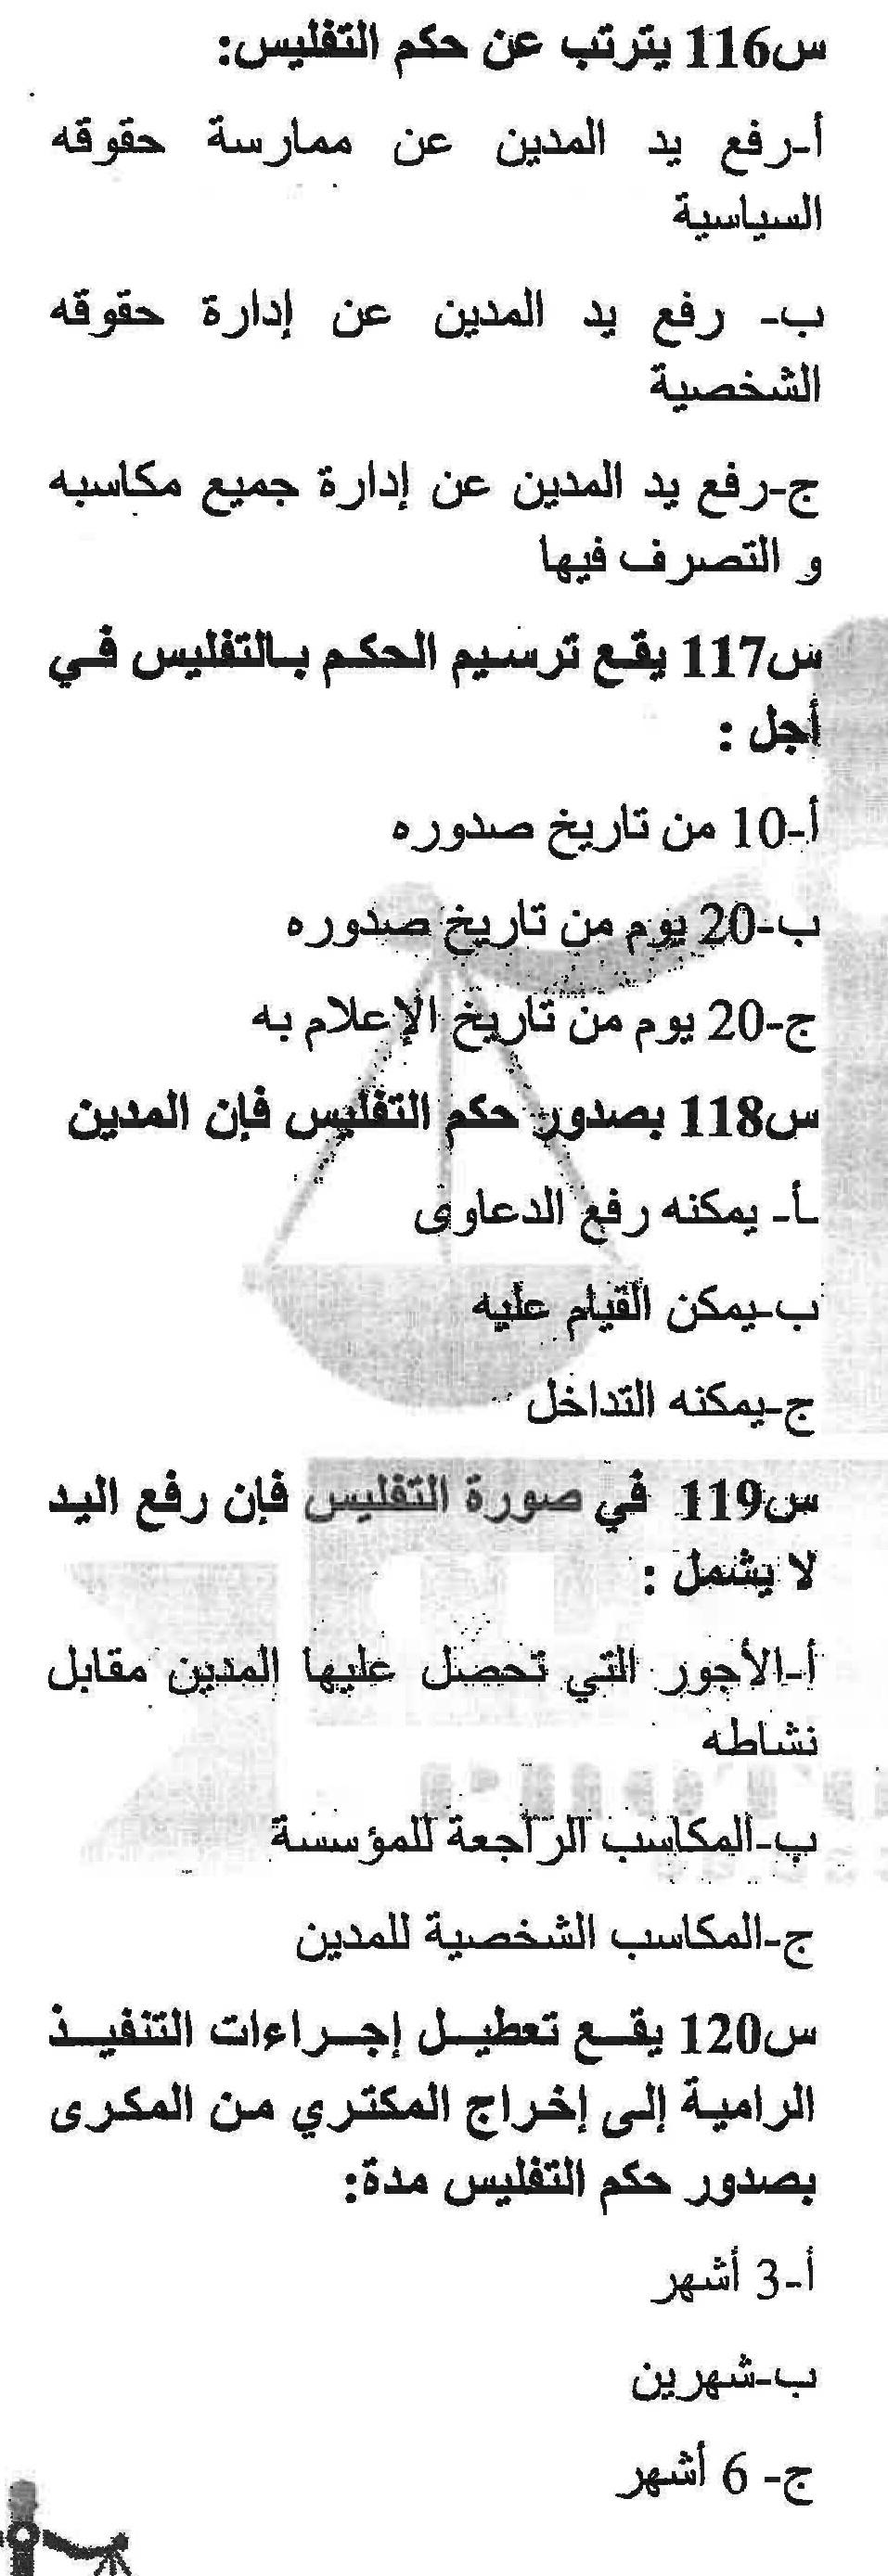 س116 يترتب عن حكم التفليس:
أ-رفع يد المدين عن ممارسة حقوقه
السياسية
ب- رفع يد المدين عن إدارة حقوقه
الشخصية
ج-رفع يد المدين عن إدارة جميع مكاسبه
و التصرف فيها
س117 يقع ترسيم الحكم بالتفليس في
أجل :
أ-10 من تاريخ صدوره
ب-20 يوم من تاريخ صدوره
ج-20 يوم من تاريخ الإعلام به
س118 بصدور حكم التفليس فإن المدين
-أ- يمكنه رفع الدعاوى
ب-يمكن القيام عليه
ج-يمكنه التداخل
س119 في صورة التفليس فإن رفع اليد
لا يشمل :
أ-الأجور التي تحصل عليها المدين مقابل
نشاطه
ب-المكاسب الراجعة للمؤسسة
ج-المكاسب الشخصية للمدين
س120 يقع تعطيل إجراءات التنفيذ
الرامية إلى إخراج المكتري من المكرى
بصدور حكم التفليس مدة:
أ-3 أشهر
ب-شهرين
ج- 6 أشهر